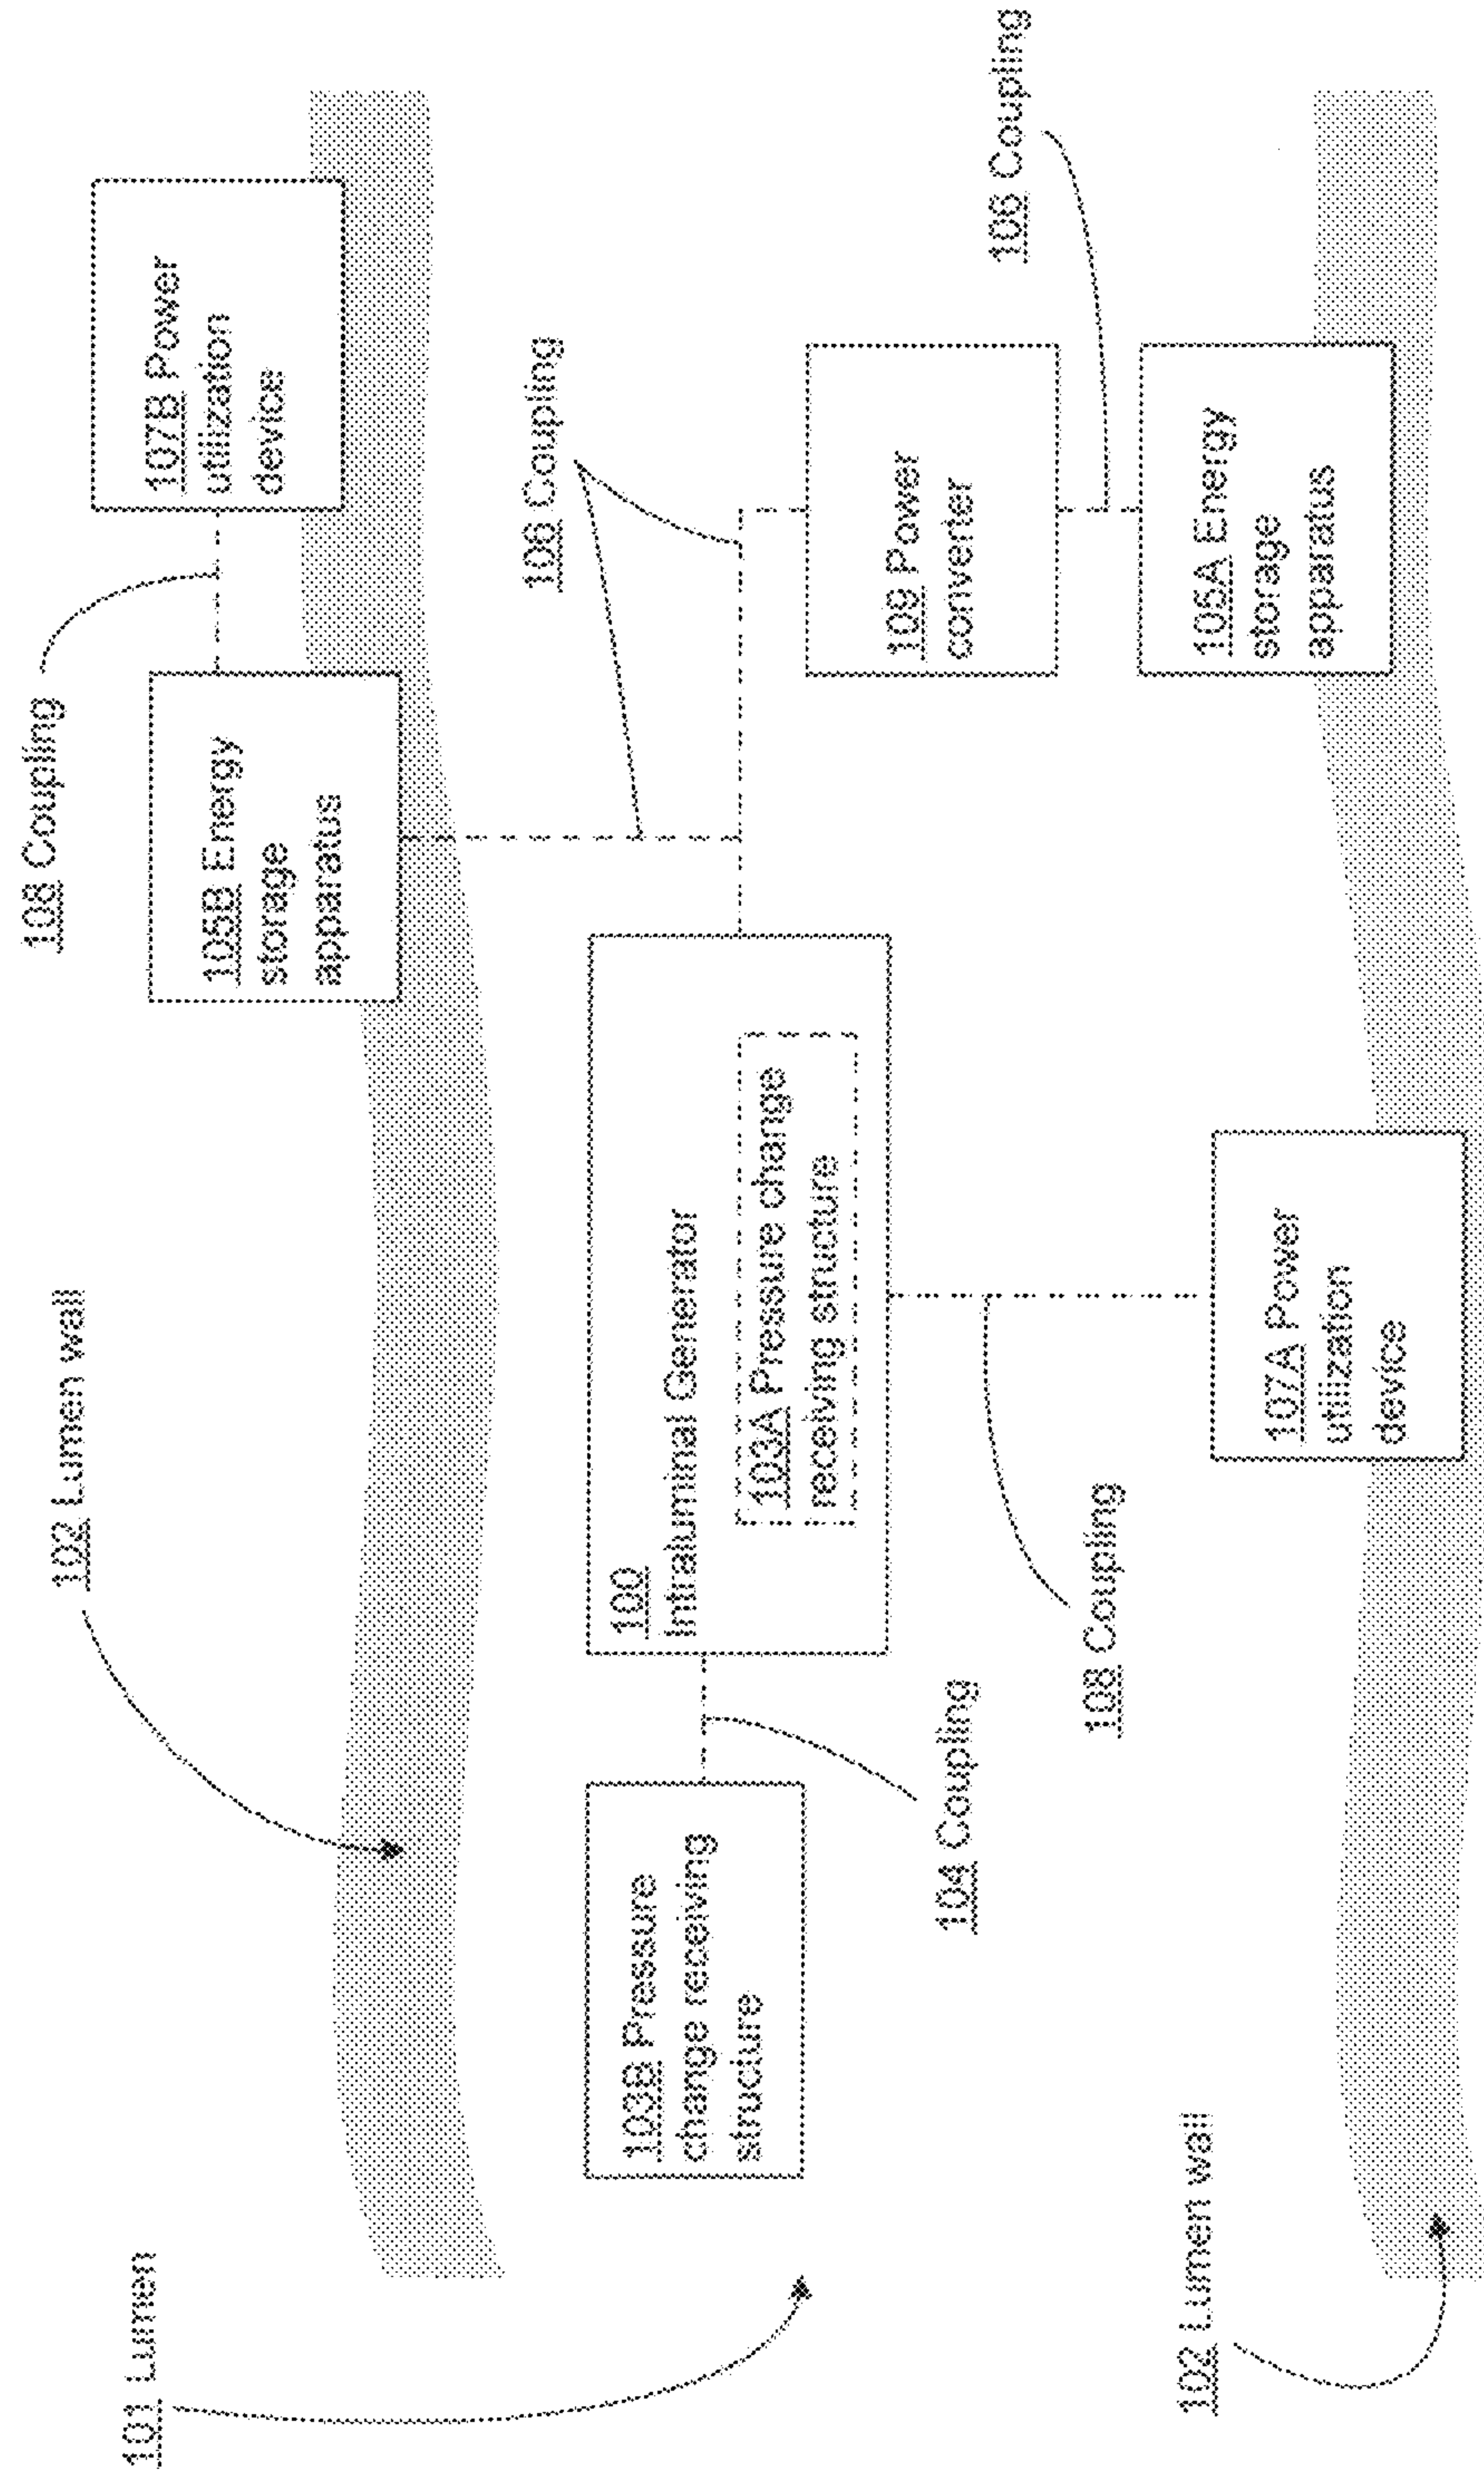 108 Coupling
102 Lumen wall
101 Lumen
107B Power
utilization
device
105B Energy
storage
apparatus
106 Coupling
103B Pressure
change receiving
structure
100
Intraluminal Generator
103A Pressure change
receiving structure
109 Power
converter
104 Coupling
106 Coupling
108 Coupling
102 Lumen wall
105A Energy
storage
apparatus
107A Power
utilization
device